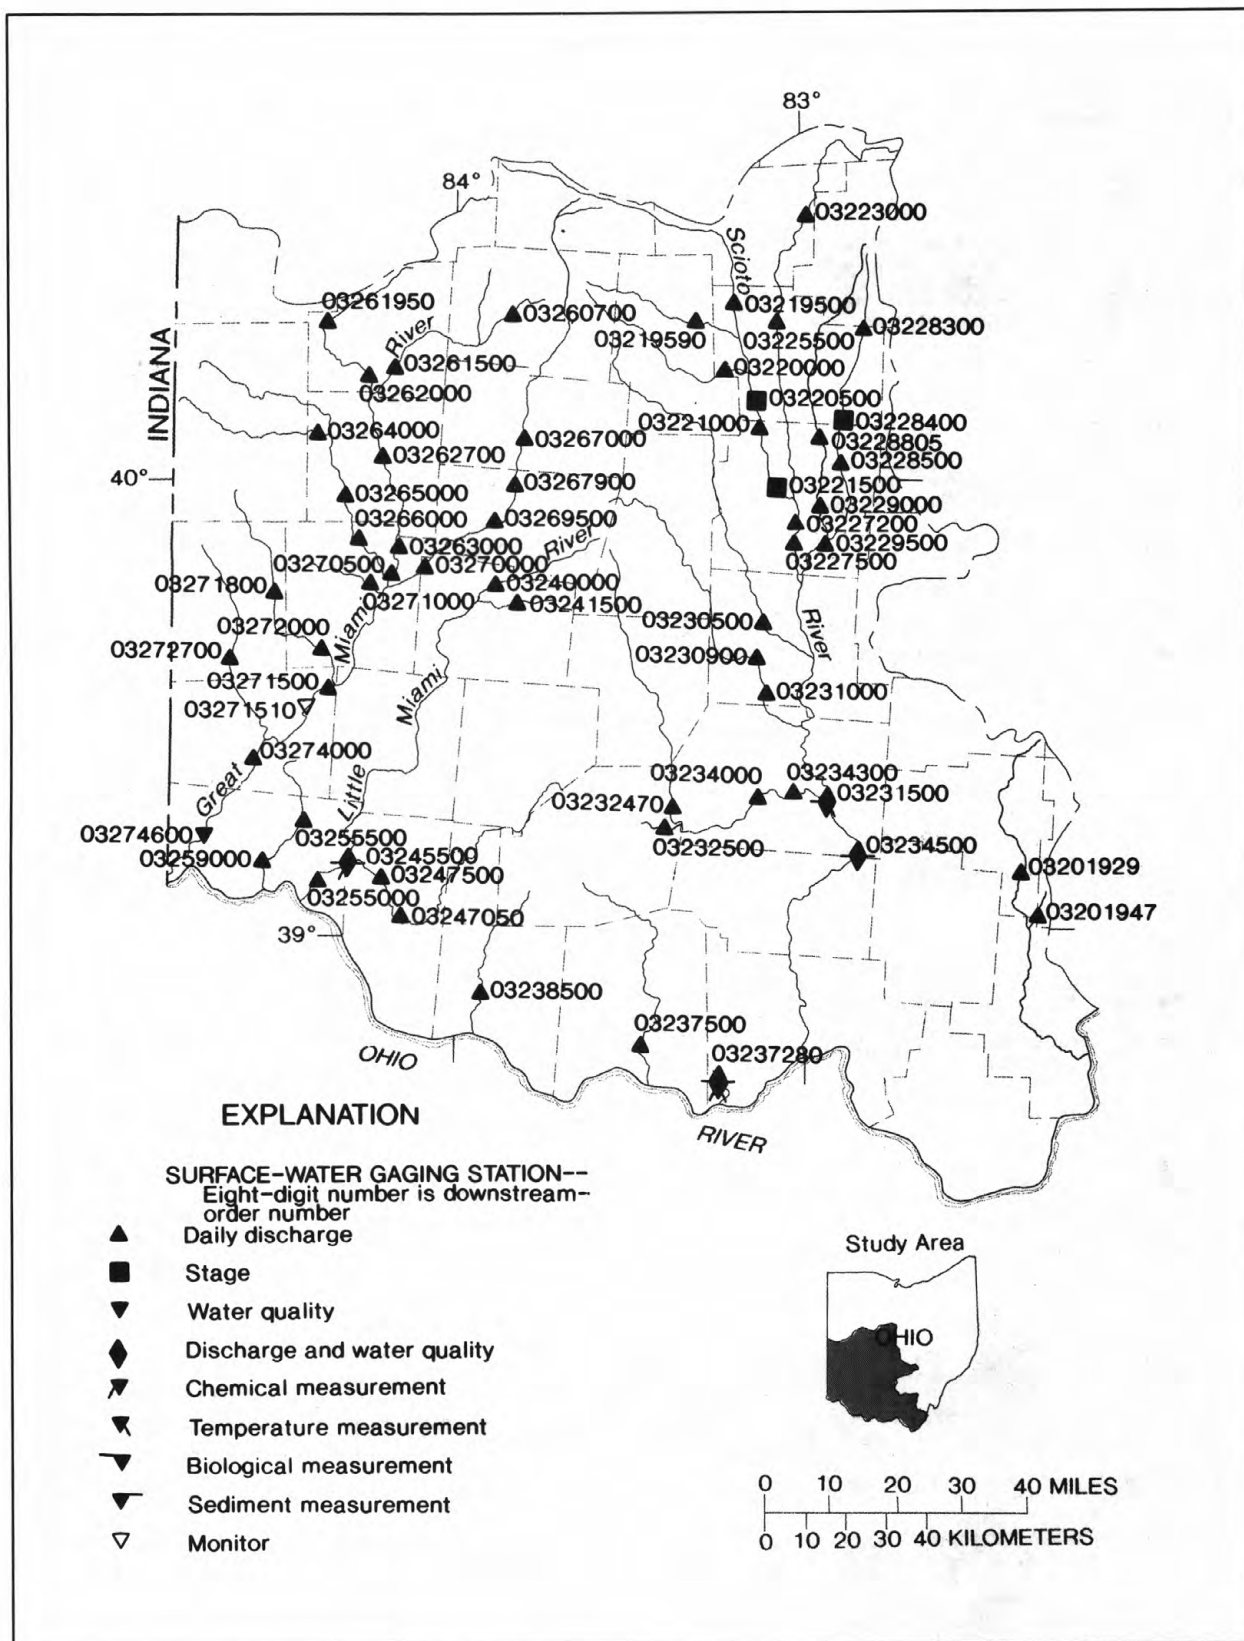 83°
84°
03223000
Scioto
03261950
03219500
03260700
03228300
INDIANA
River
03219590
03225500
03261500
03220000
03262000
03220500
03221000
03228400
03264000
03267000
03228805
03262700
03228500
40°
03267900
03221500
03265000
03229000
03266000
03269500
03227200
03263000
River
03229500
03270500
03270000
03227500
03271800
03240000
03271000
03241500
03272000
Miami
03230500
River
03272700
03230900
03271500
Miami
03231000
03271510
03274000
Great
Little
03234000
03234300
03232470
03231500
03274600
03255500
03232500
03234500
03259000
03245500
03247500
03201929
03255000
03247050
03201947
39°
03238500
03237500
OHIO
03237280
RIVER
EXPLANATION
SURFACE-WATER GAGING STATION--
Eight-digit number is downstream-
order number
Daily discharge
Stage
Water quality
Discharge and water quality
Chemical measurement
Temperature measurement
Biological measurement
Sediment measurement
Monitor
Study Area
OHIO
0 10 20 30 40 MILES
0 10 20 30 40 KILOMETERS